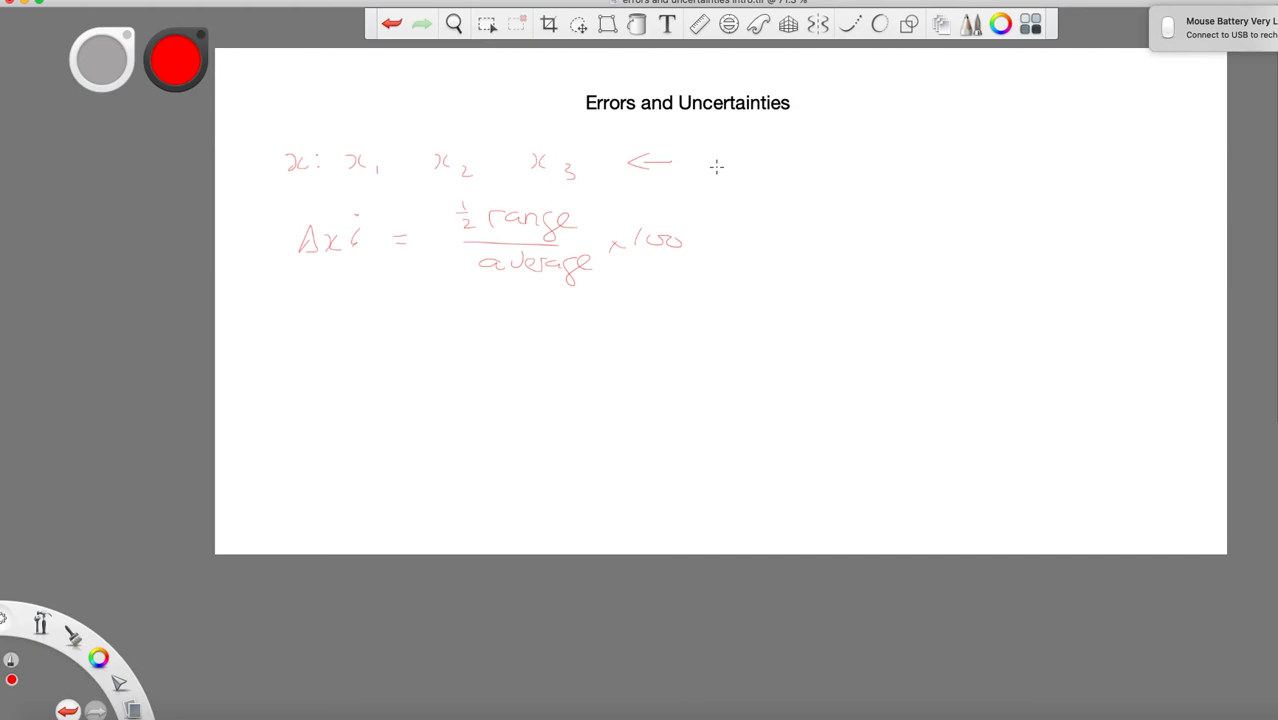 Mouse Battery Very L
Connect to USB to rech
Errors and Uncertainties
x: x₁ x₂ x₃ ←
Δxi = ½ range / average × 100